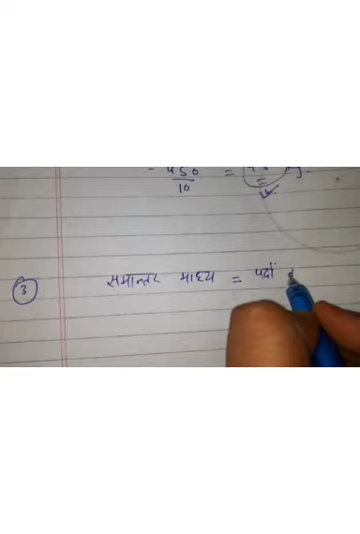 450
10
=
3 समान्तर माध्य = पदों